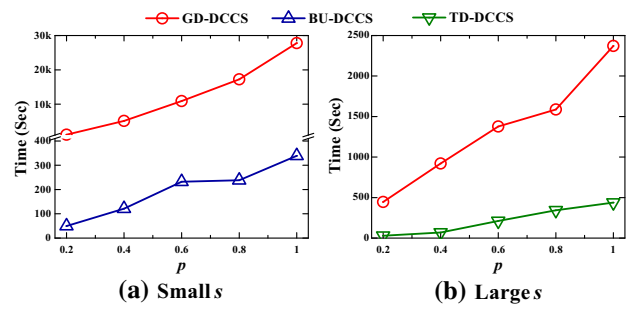 GD-DCCS BU-DCCS TD-DCCS
30k
20k
10k
400
300
200
100
0
Time (Sec)
0.2 0.4 0.6 0.8 1
p
(a) Small s
2500
2000
1500
1000
500
0
Time (Sec)
0.2 0.4 0.6 0.8 1
p
(b) Large s